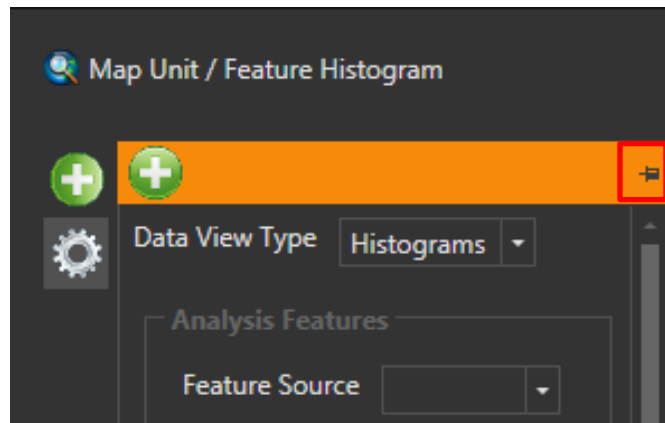 Map Unit / Feature Histogram
Data View Type Histograms
Analysis Features
Feature Source